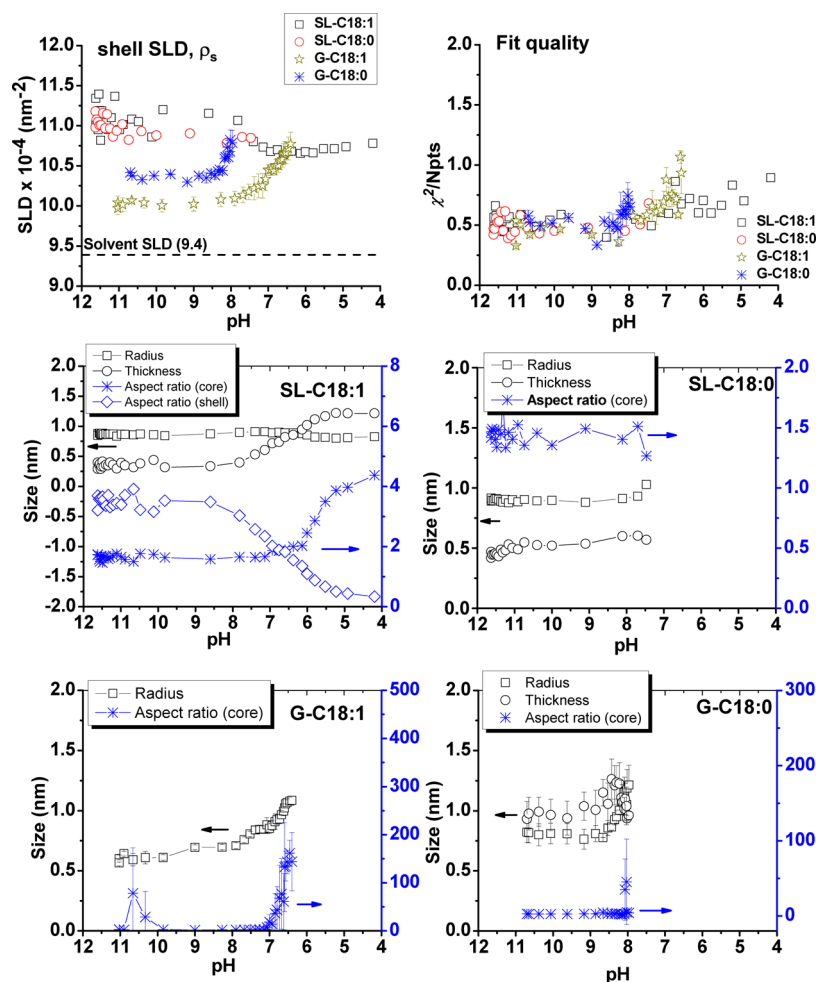 shell SLD, ρs
SL-C18:1
SL-C18:0
G-C18:1
G-C18:0
SLD x 10-4 (nm-2)
12.0
11.5
11.0
10.5
10.0
9.5
9.0
Solvent SLD (9.4)
12 11 10 9 8 7 6 5 4
pH
Fit quality
χ2/Npts
2.0
1.5
1.0
0.5
0.0
SL-C18:1
SL-C18:0
G-C18:1
G-C18:0
12 11 10 9 8 7 6 5 4
pH
Radius
Thickness
Aspect ratio (core)
Aspect ratio (shell)
SL-C18:1
Size (nm)
2.0
1.5
1.0
0.5
0.0
-0.5
-1.0
-1.5
-2.0
8
6
4
2
0
12 11 10 9 8 7 6 5 4
pH
Radius
Thickness
Aspect ratio (core)
SL-C18:0
Size (nm)
2.0
1.5
1.0
0.5
0.0
2.0
1.5
1.0
0.5
0.0
12 11 10 9 8 7 6 5 4
pH
Radius
Aspect ratio (core)
G-C18:1
Size (nm)
2.0
1.5
1.0
0.5
0.0
500
400
300
200
100
0
12 11 10 9 8 7 6 5 4
pH
Radius
Thickness
Aspect ratio (core)
G-C18:0
Size (nm)
2.0
1.5
1.0
0.5
0.0
300
200
100
0
12 11 10 9 8 7 6 5 4
pH